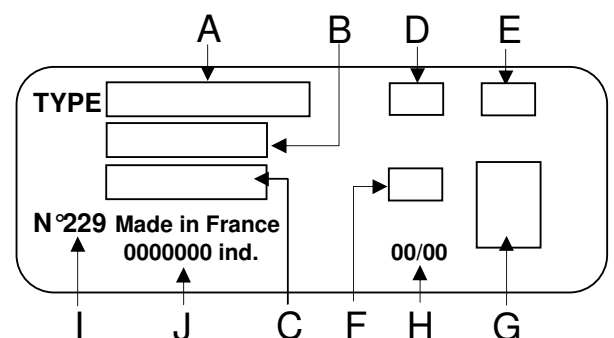 A B D E
TYPE
N°229 Made in France
0000000 ind. 00/00
I J C F H G